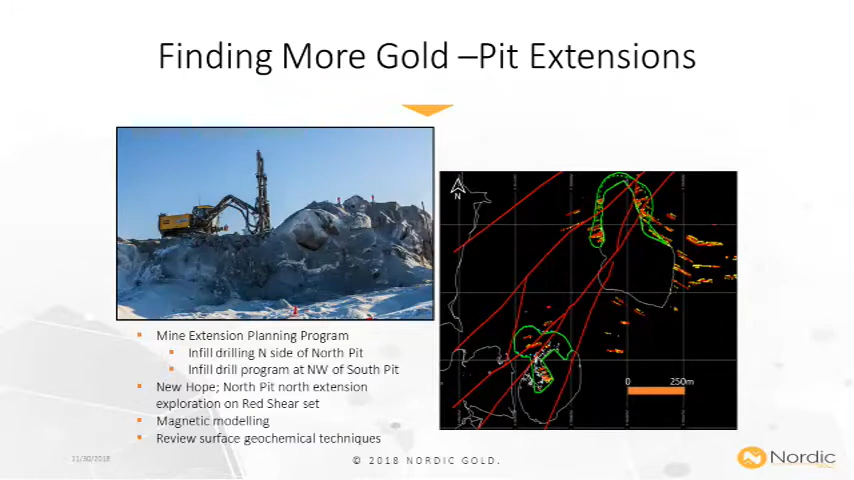 Finding More Gold –Pit Extensions
N
0 250m
Mine Extension Planning Program
Infill drilling N side of North Pit
Infill drill program at NW of South Pit
New Hope; North Pit north extension
exploration on Red Shear set
Magnetic modelling
Review surface geochemical techniques
11/30/2018
© 2018 NORDIC GOLD.
Nordic